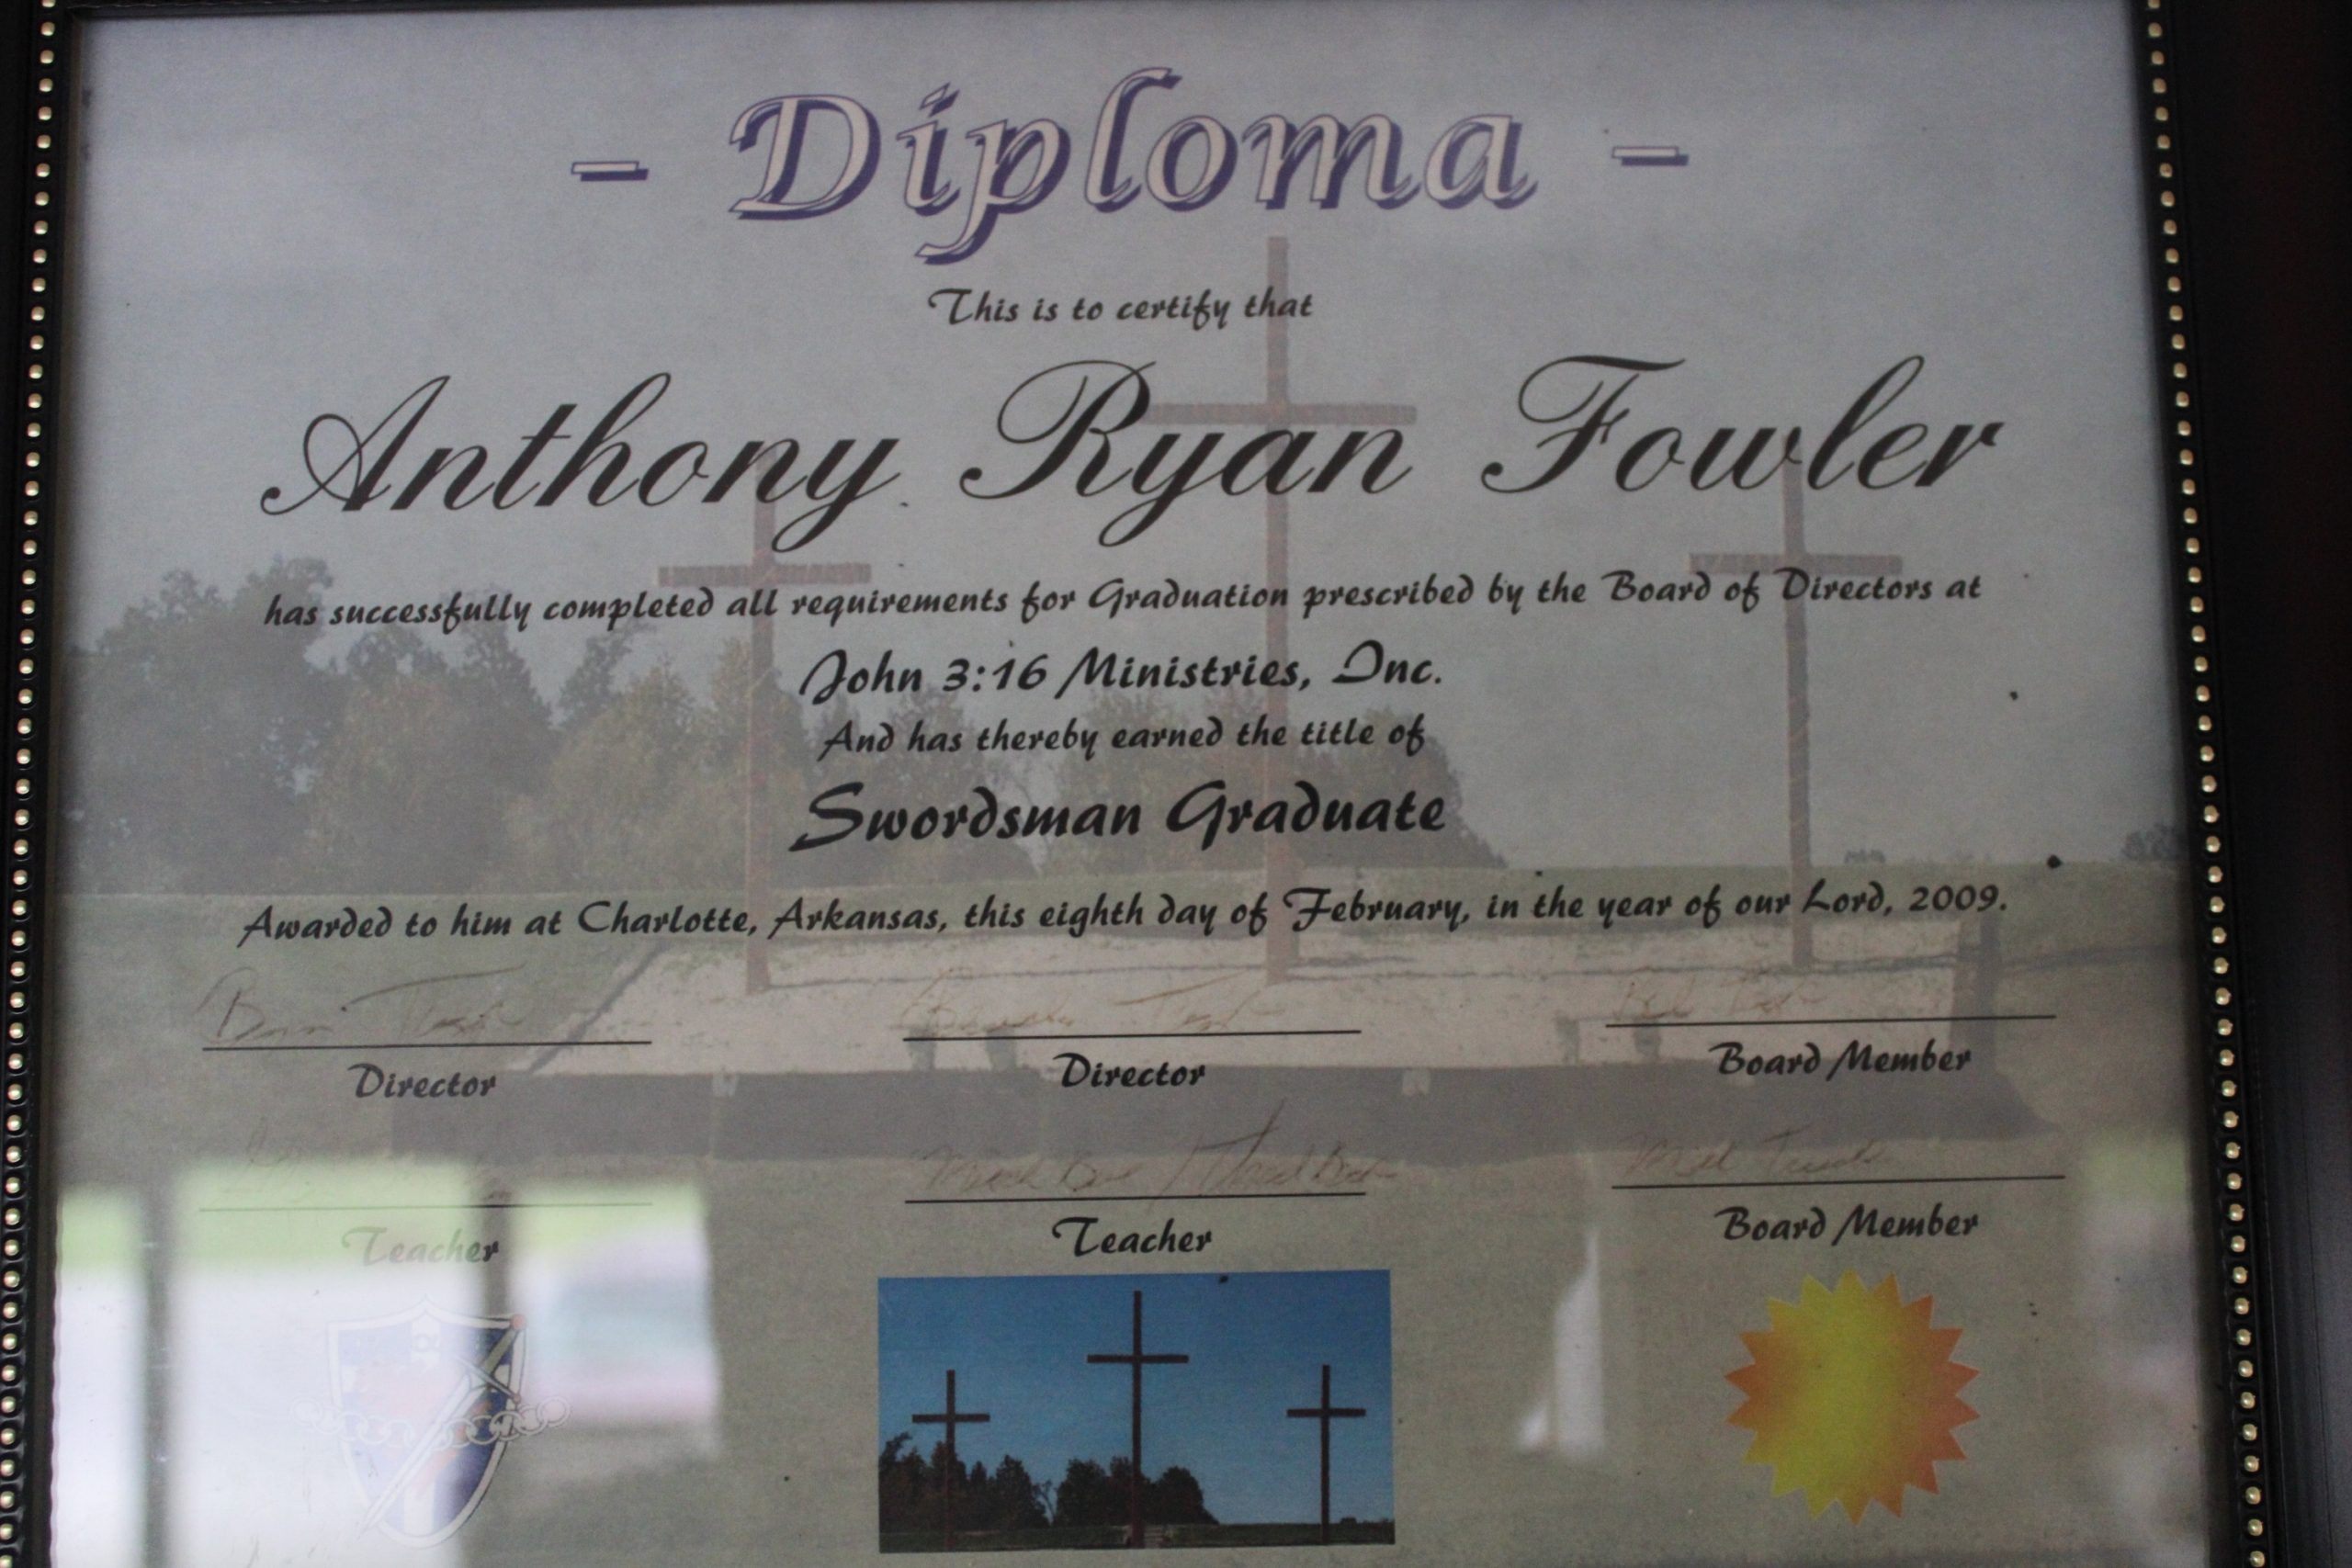 - Diploma -
This is to certify that
Anthony Ryan Fowler
has successfully completed all requirements for Graduation prescribed by the Board of Directors at
John 3:16 Ministries, Inc.
And has thereby earned the title of
Swordsman Graduate
Awarded to him at Charlotte, Arkansas, this eighth day of February, in the year of our Lord, 2009.
Director
Director
Board Member
Teacher
Teacher
Board Member